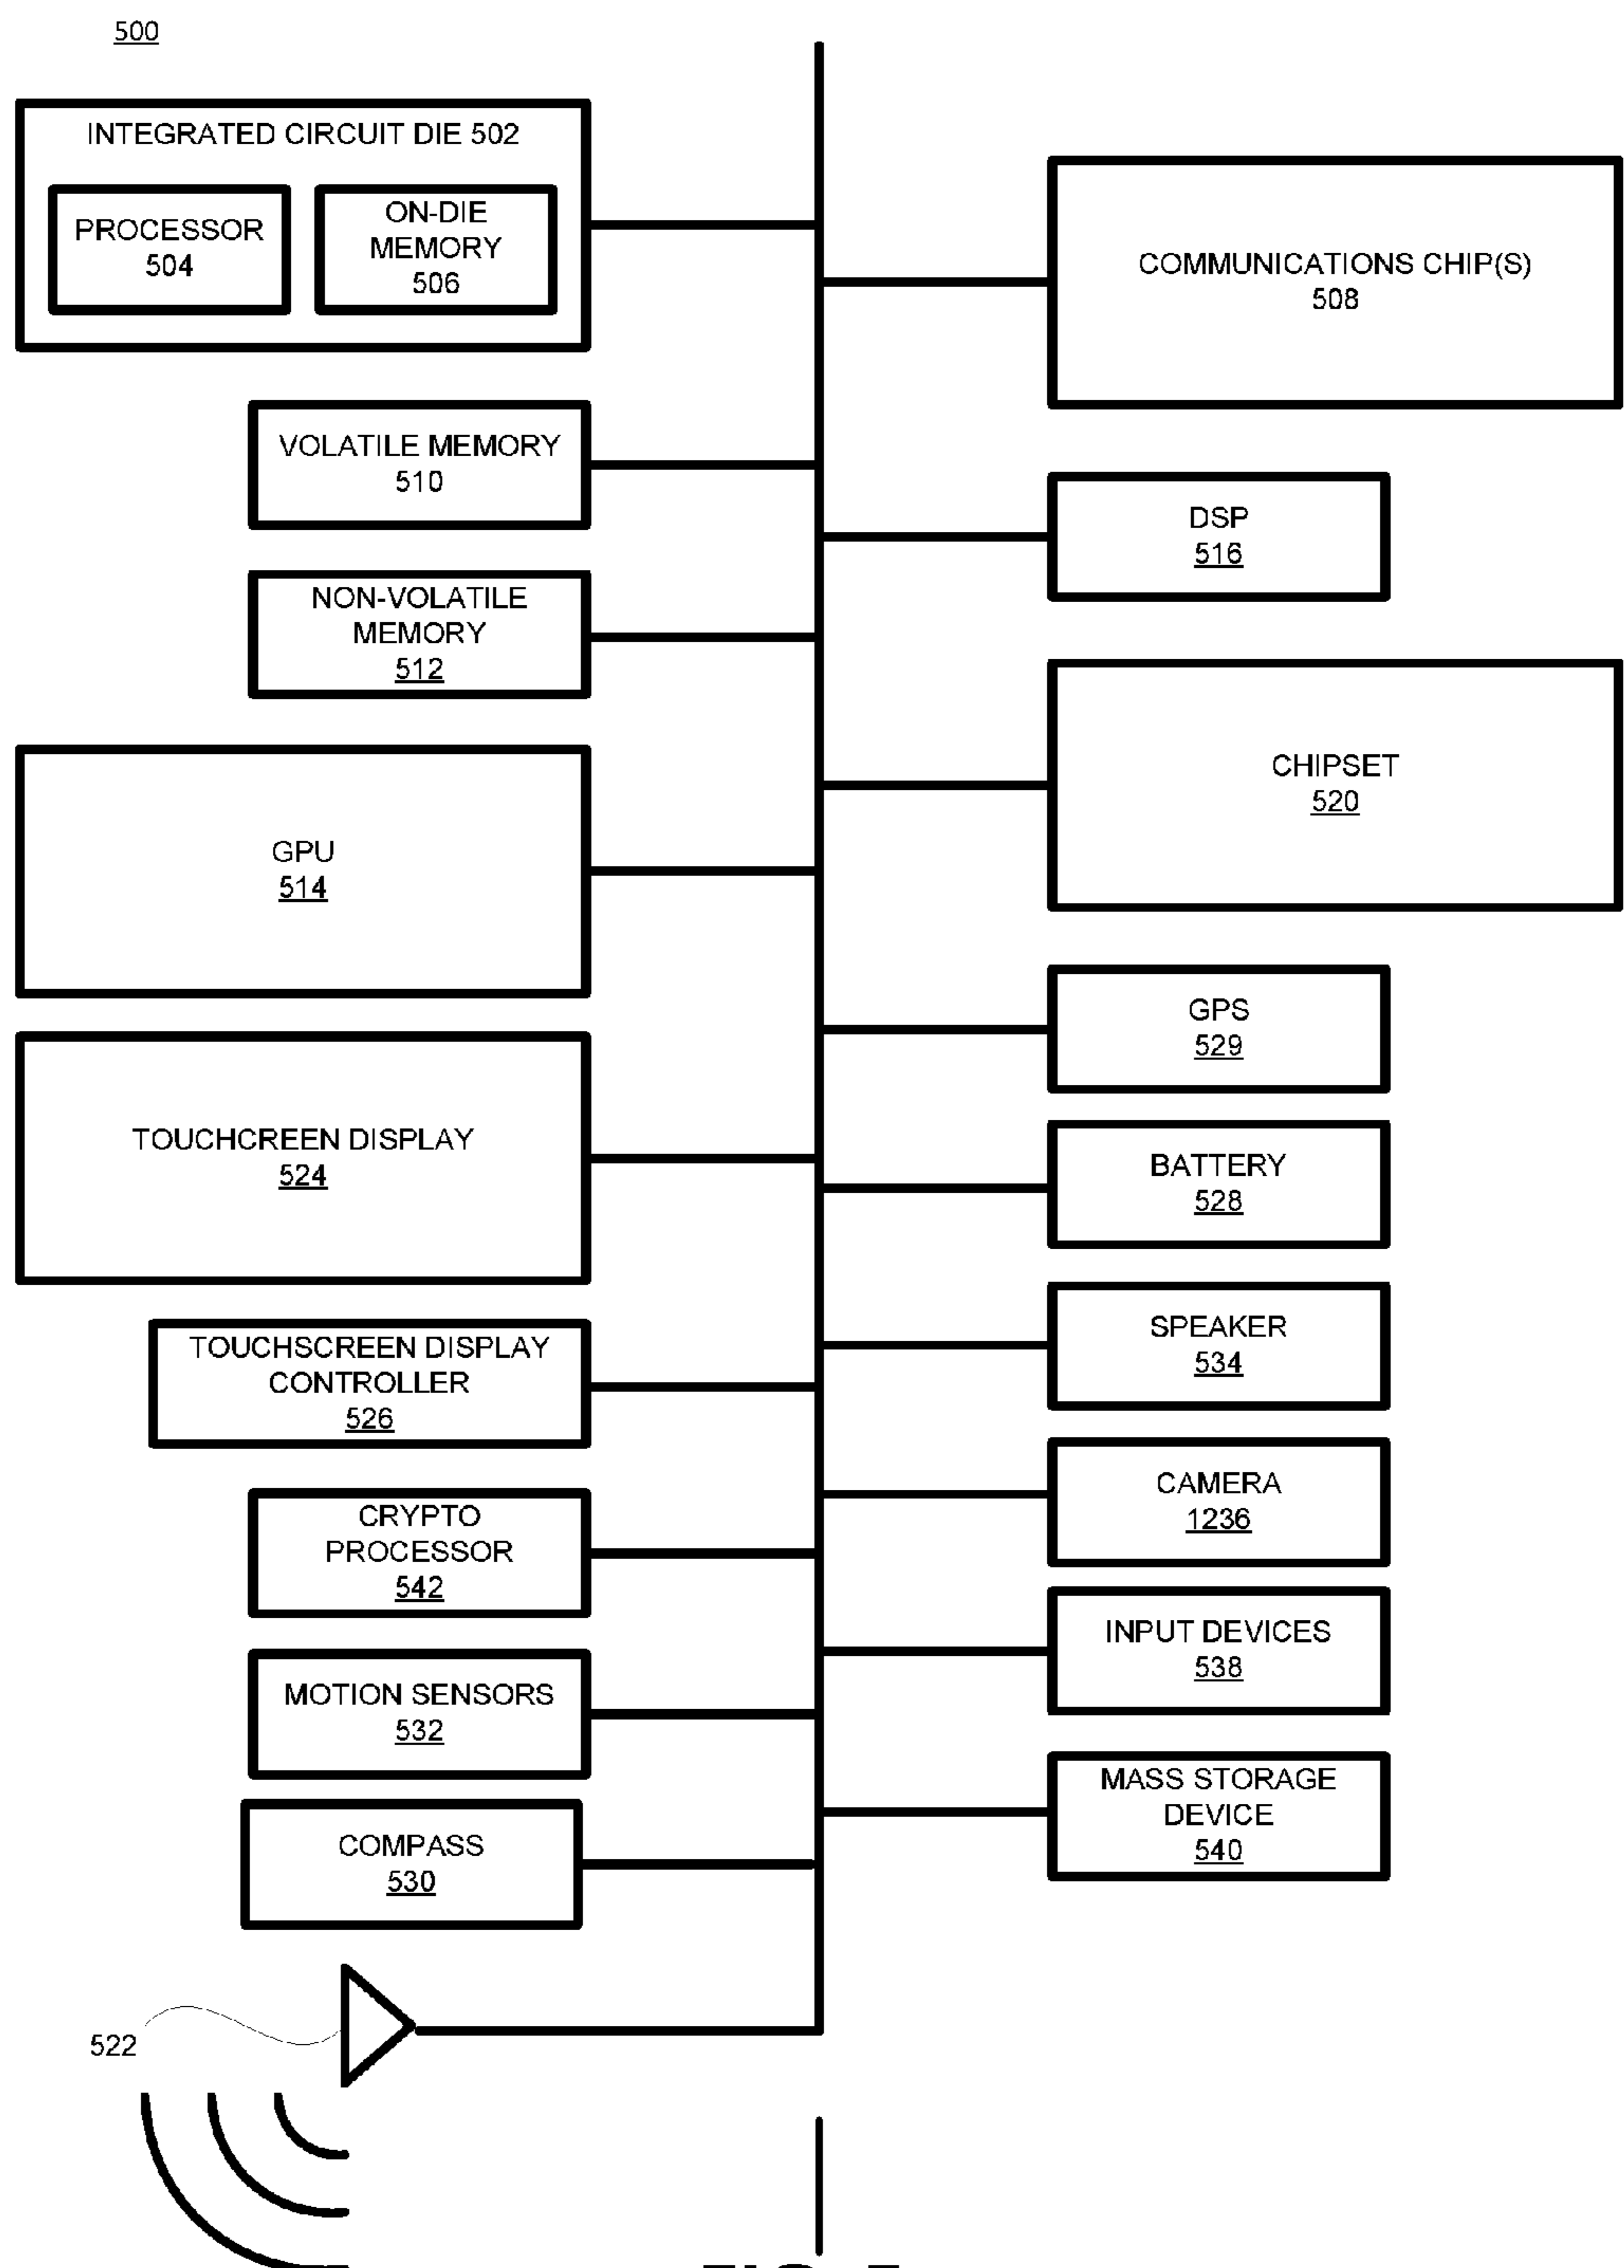 500
INTEGRATED CIRCUIT DIE 502
PROCESSOR
504
ON-DIE
MEMORY
506
COMMUNICATIONS CHIP(S)
508
VOLATILE MEMORY
510
DSP
516
NON-VOLATILE
MEMORY
512
CHIPSET
520
GPU
514
GPS
529
TOUCHCREEN DISPLAY
524
BATTERY
528
SPEAKER
534
TOUCHSCREEN DISPLAY
CONTROLLER
526
CAMERA
1236
CRYPTO
PROCESSOR
542
INPUT DEVICES
538
MOTION SENSORS
532
MASS STORAGE
DEVICE
540
COMPASS
530
522